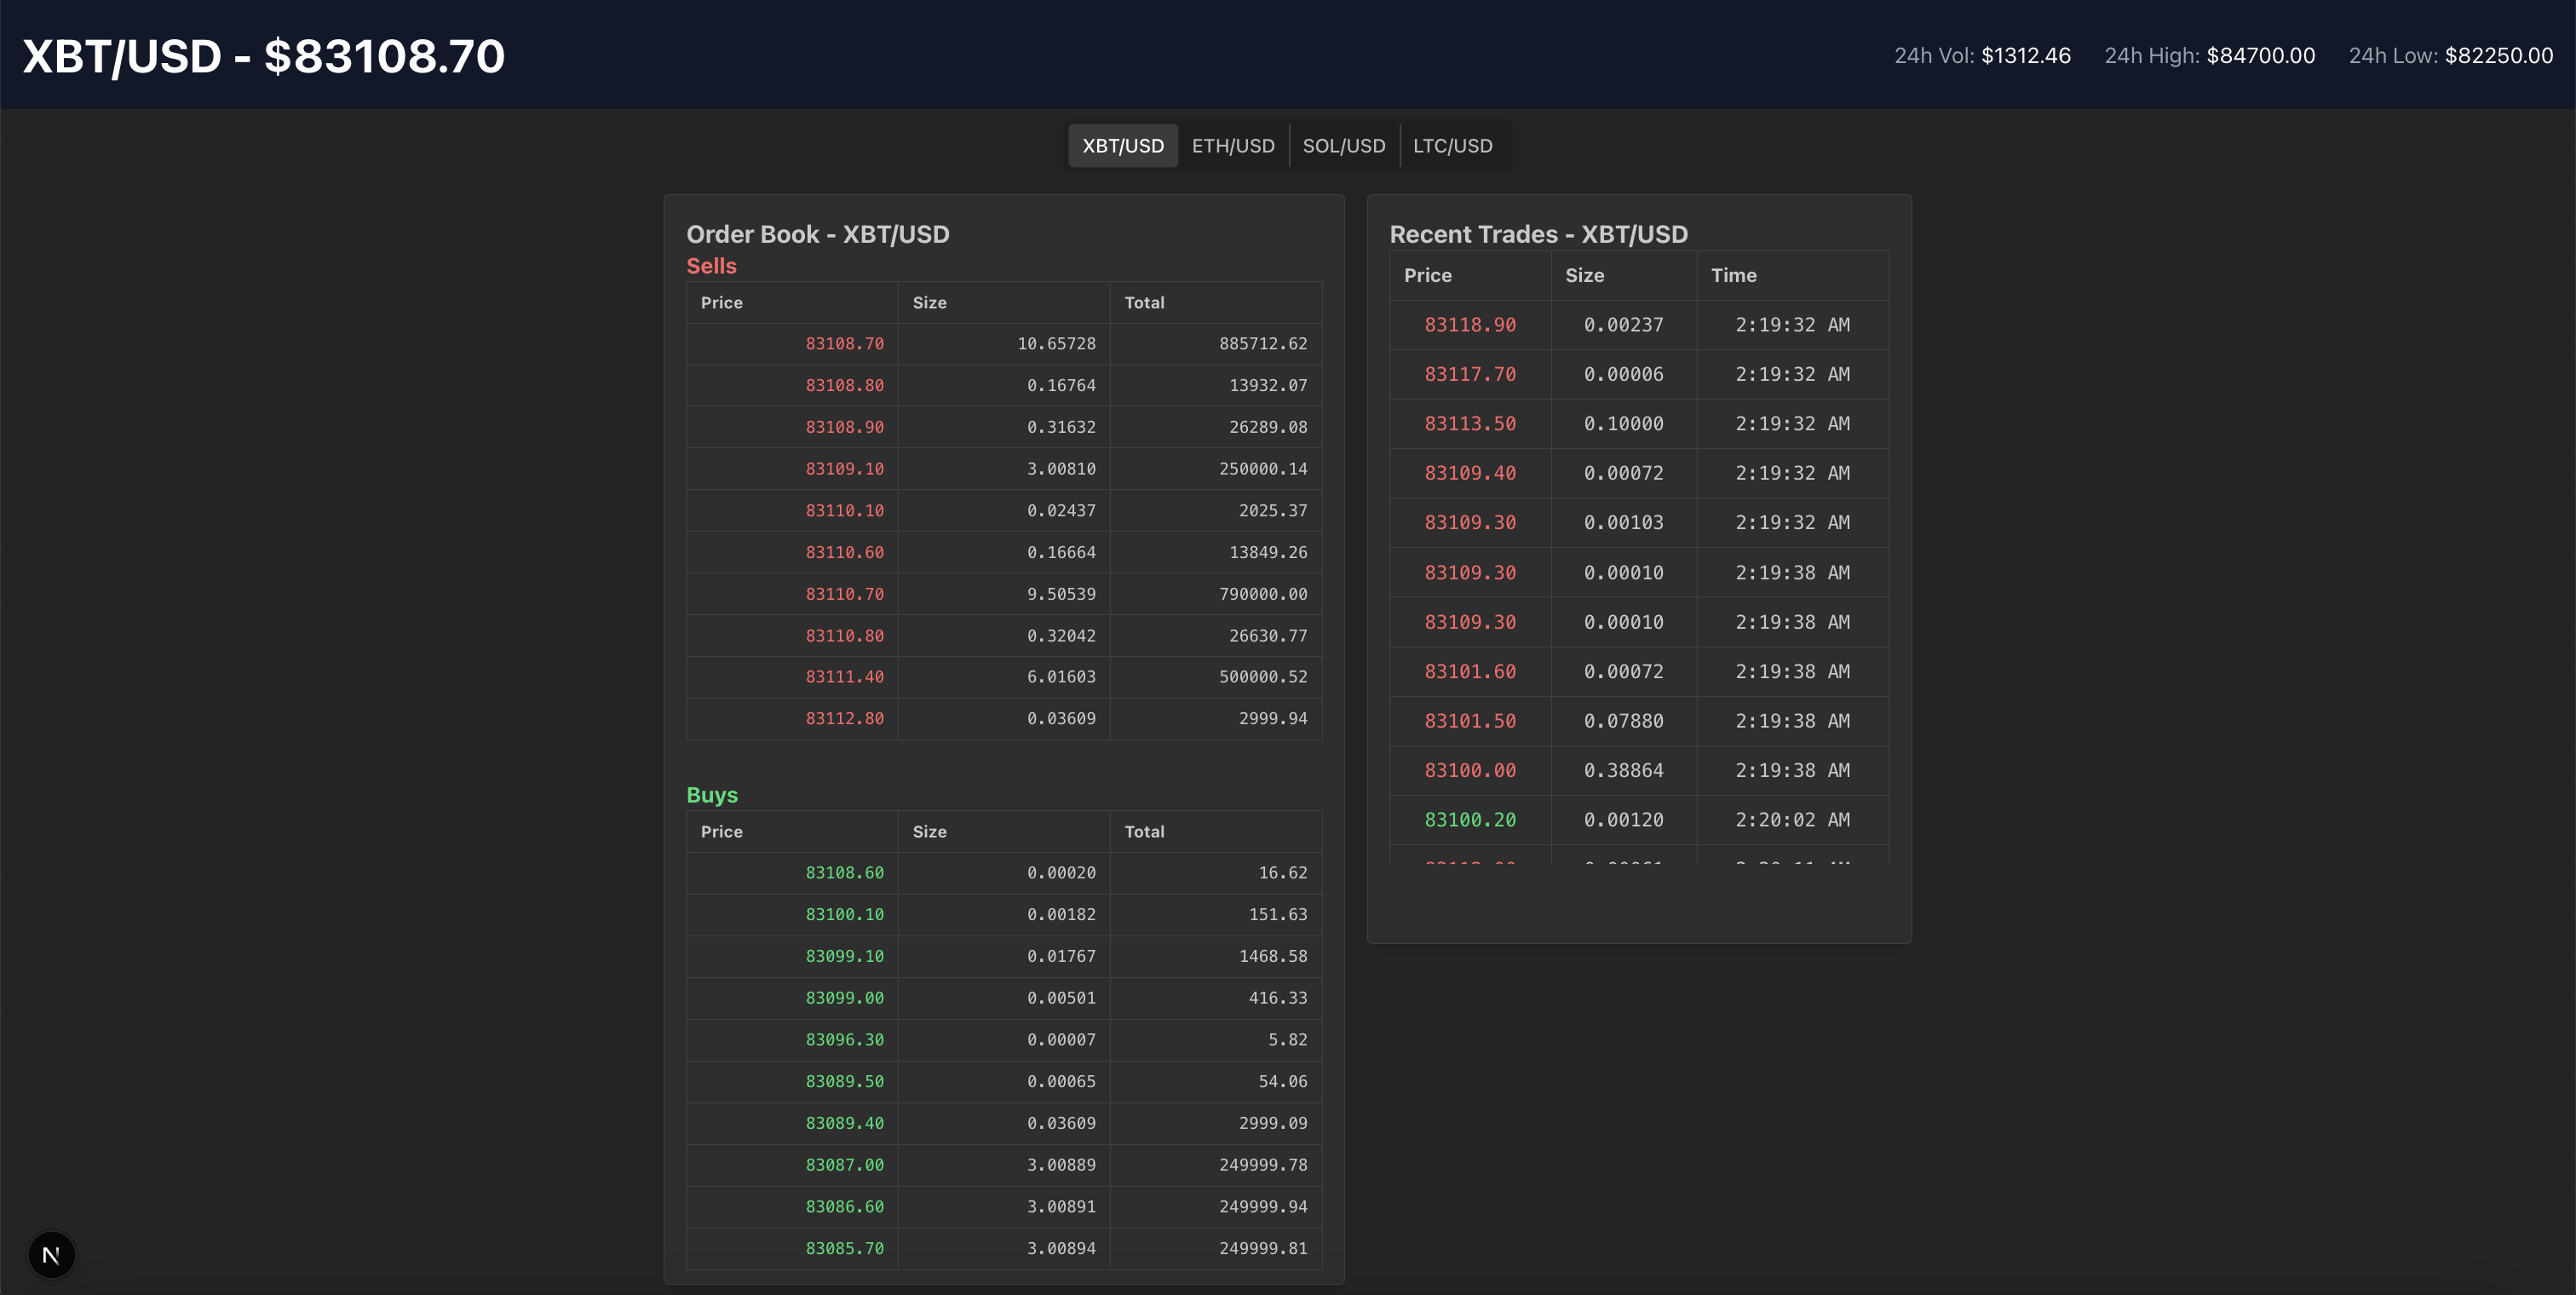 XBT/USD - $83108.70
24h Vol: $1312.46 24h High: $84700.00 24h Low: $82250.00
XBT/USD ETH/USD SOL/USD LTC/USD
Order Book - XBT/USD
Sells
Price Size Total
83108.70 10.65728 885712.62
83108.80 0.16764 13932.07
83108.90 0.31632 26289.08
83109.10 3.00810 250000.14
83110.10 0.02437 2025.37
83110.60 0.16664 13849.26
83110.70 9.50539 790000.00
83110.80 0.32042 26630.77
83111.40 6.01603 500000.52
83112.80 0.03609 2999.94
Buys
Price Size Total
83108.60 0.00020 16.62
83100.10 0.00182 151.63
83099.10 0.01767 1468.58
83099.00 0.00501 416.33
83096.30 0.00007 5.82
83089.50 0.00065 54.06
83089.40 0.03609 2999.09
83087.00 3.00889 249999.78
83086.60 3.00891 249999.94
83085.70 3.00894 249999.81
Recent Trades - XBT/USD
Price Size Time
83118.90 0.00237 2:19:32 AM
83117.70 0.00006 2:19:32 AM
83113.50 0.10000 2:19:32 AM
83109.40 0.00072 2:19:32 AM
83109.30 0.00103 2:19:32 AM
83109.30 0.00010 2:19:38 AM
83109.30 0.00010 2:19:38 AM
83101.60 0.00072 2:19:38 AM
83101.50 0.07880 2:19:38 AM
83100.00 0.38864 2:19:38 AM
83100.20 0.00120 2:20:02 AM
N